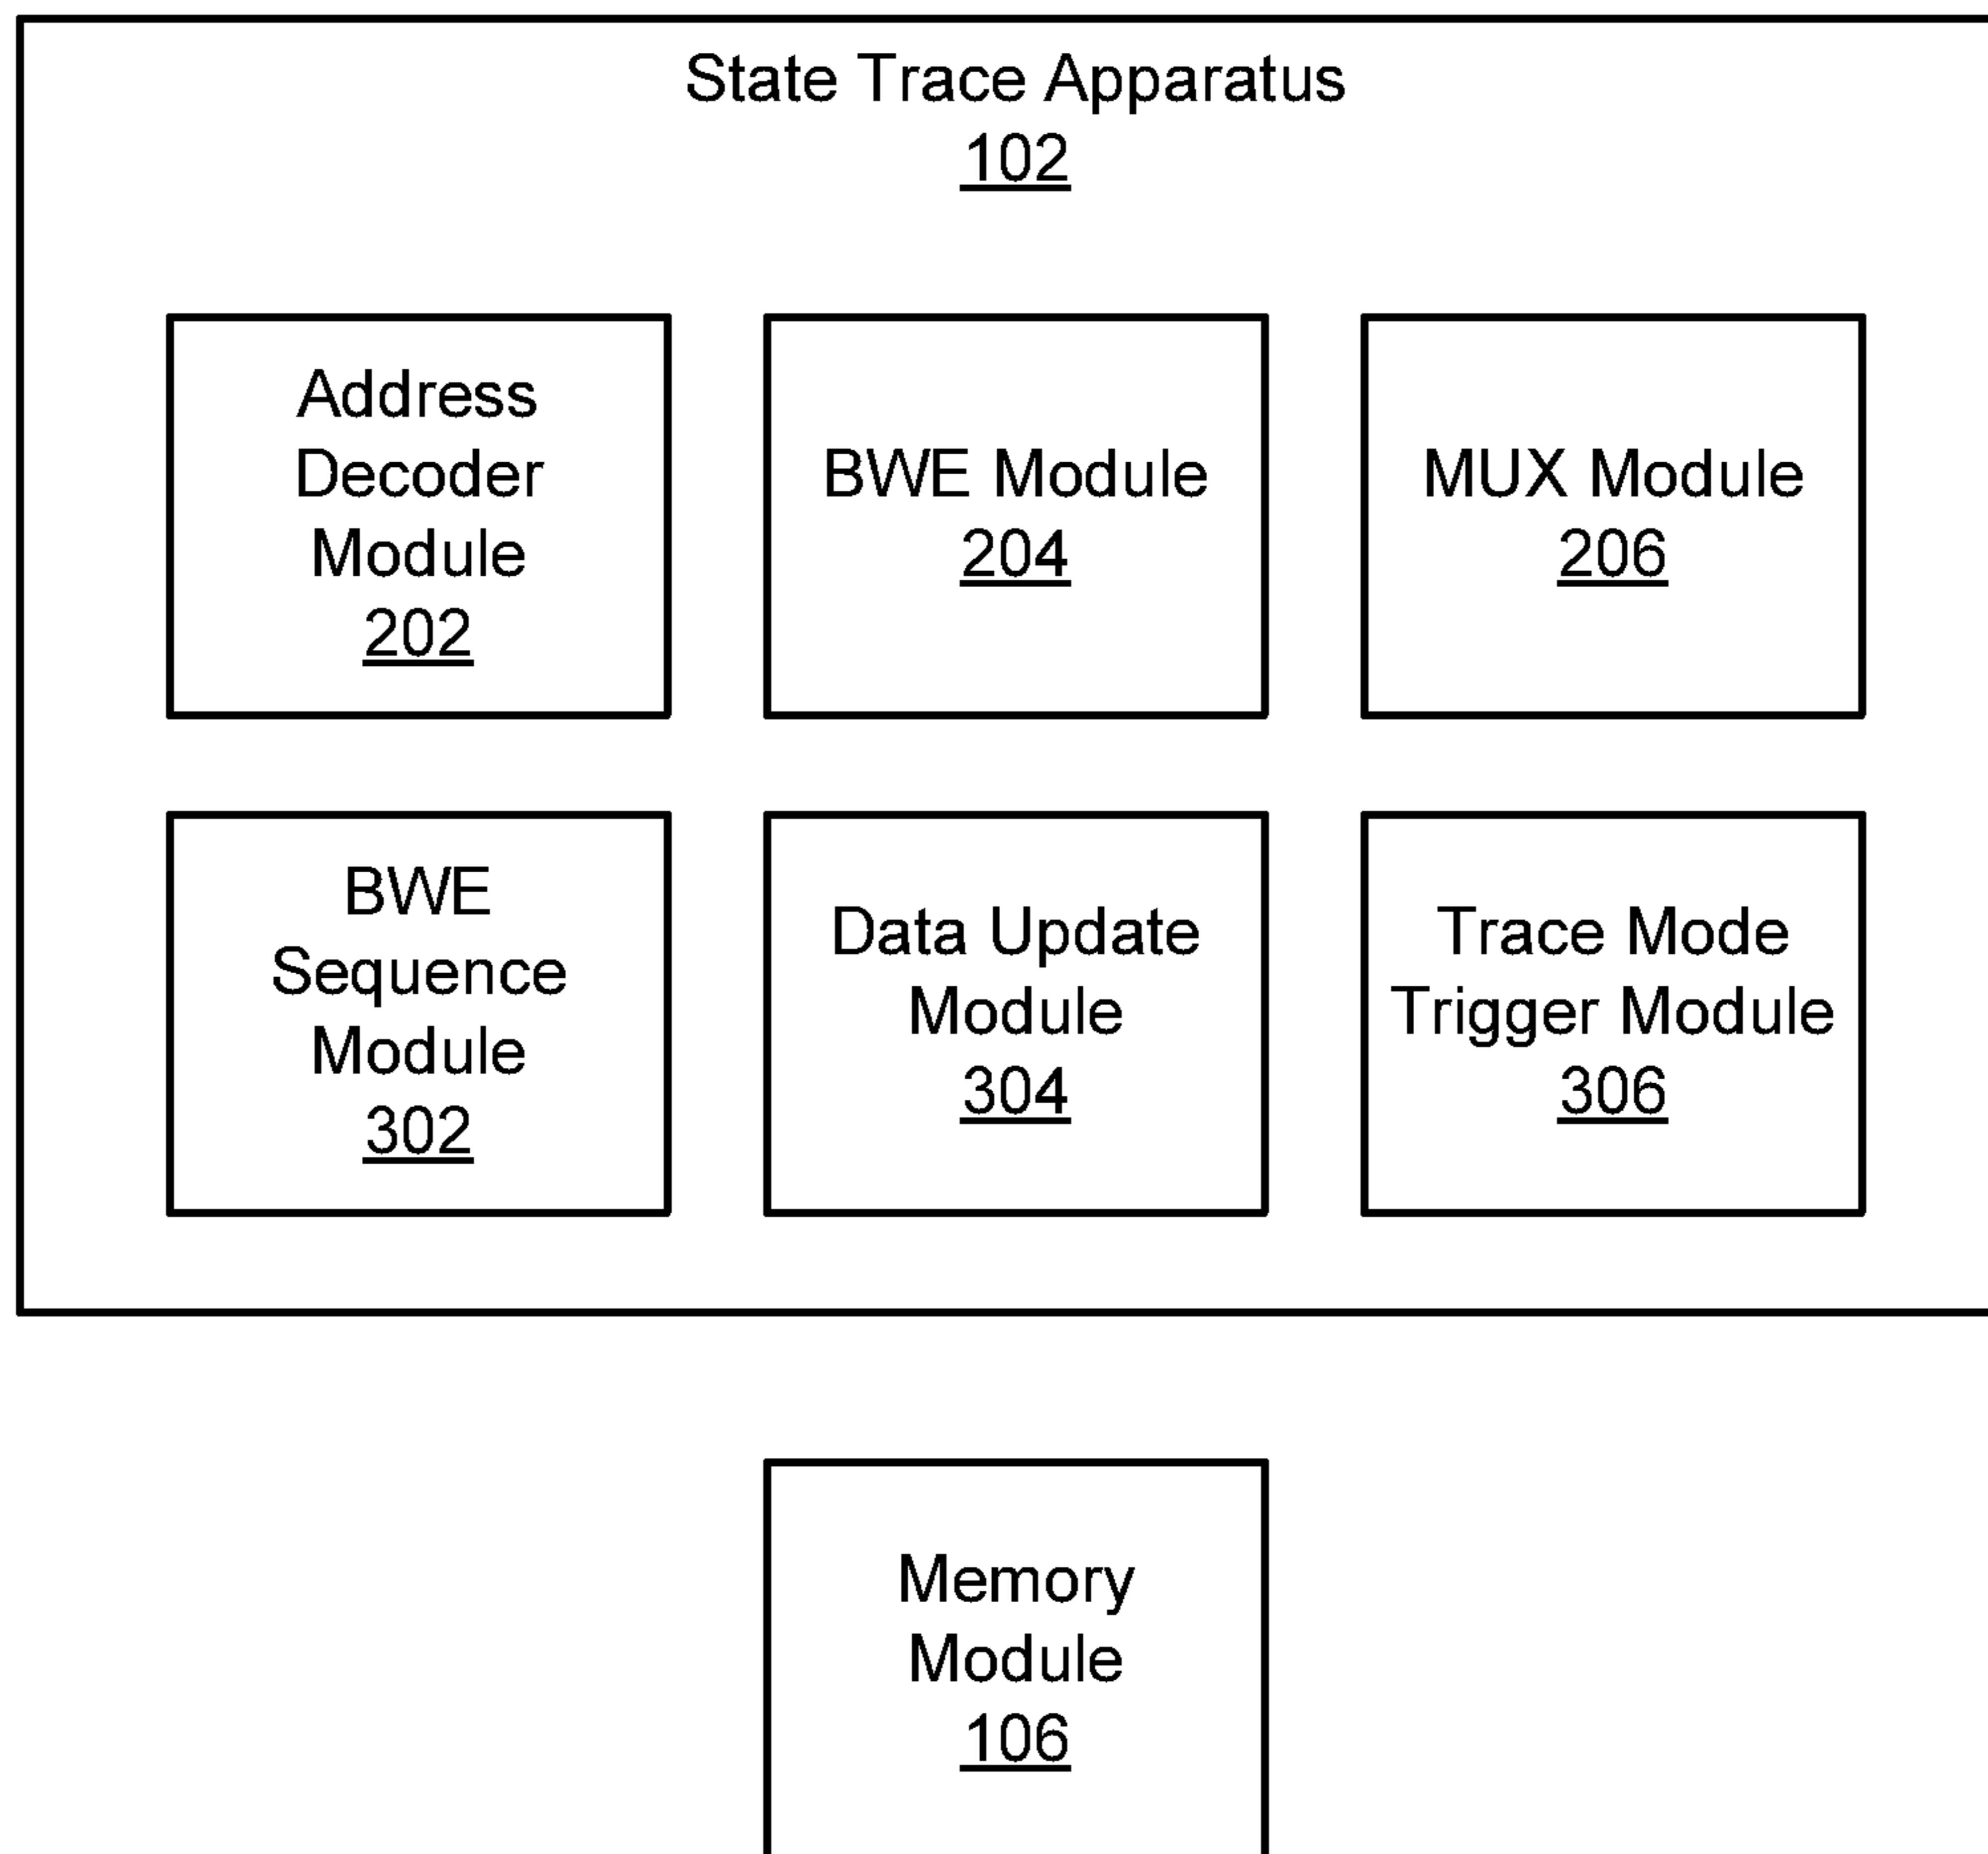 State Trace Apparatus
102
Address
Decoder
Module
202
BWE Module
204
MUX Module
206
BWE
Sequence
Module
302
Data Update
Module
304
Trace Mode
Trigger Module
306
Memory
Module
106